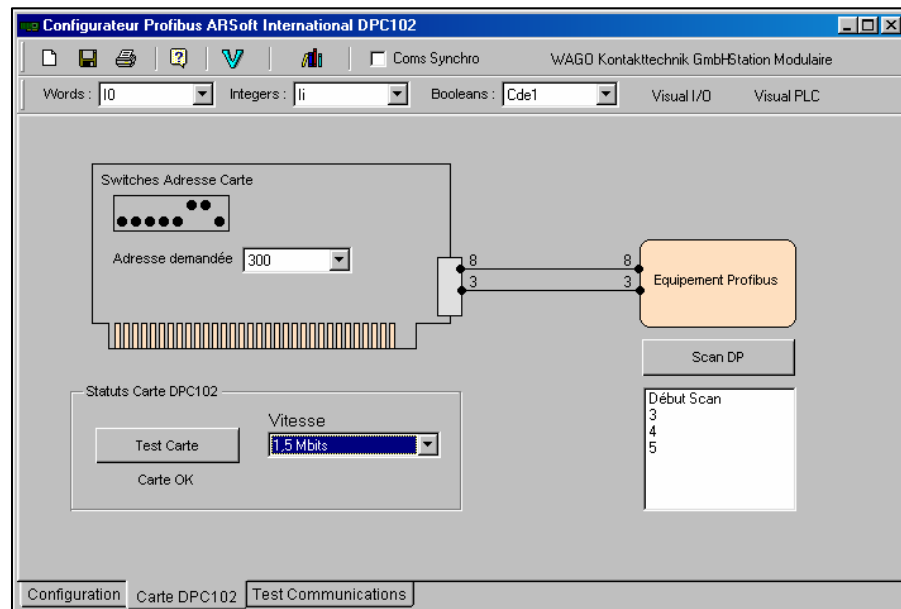 Configurateur Profibus ARSoft International DPC102
Coms Synchro WAGO Kontakttechnik GmbHStation Modulaire
Words : I0 Integers : Ii Booleans : Cde1 Visual I/O Visual PLC
Switches Adresse Carte
Adresse demandée 300
8 8
3 3
Equipement Profibus
Scan DP
Statuts Carte DPC102
Vitesse
Test Carte 1,5 Mbits
Carte OK
Début Scan
3
4
5
Configuration Carte DPC102 Test Communications